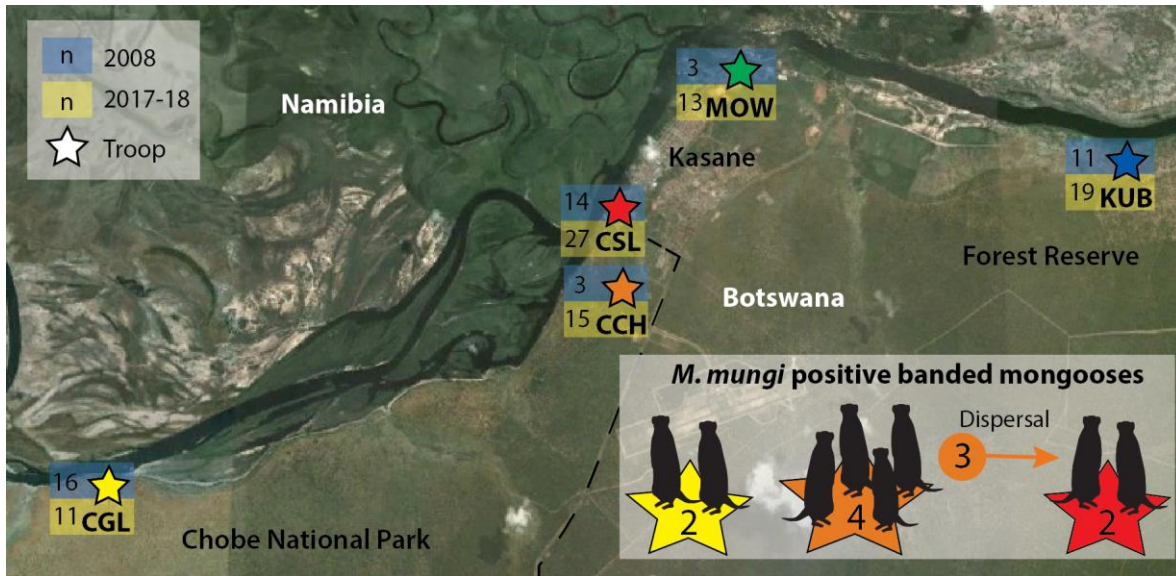 n 2008
n 2017-18
Troop
Namibia
3
13 MOW
Kasane
11
19 KUB
14
27 CSL
Forest Reserve
3
15 CCH
Botswana
M. mungi positive banded mongooses
Dispersal
3
2
4
2
16
11 CGL
Chobe National Park